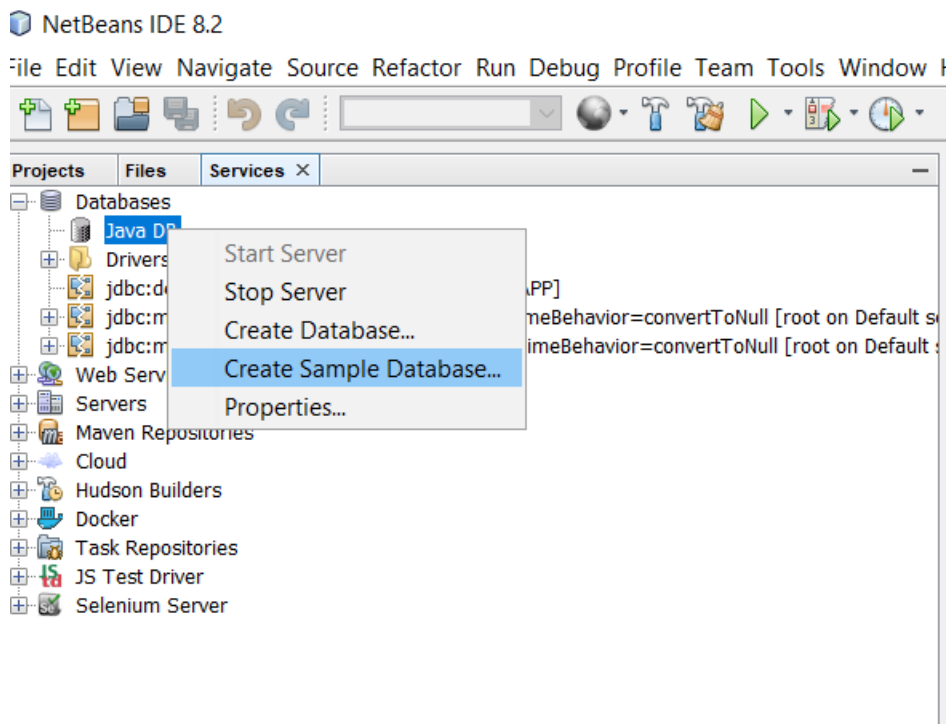 NetBeans IDE 8.2
File Edit View Navigate Source Refactor Run Debug Profile Team Tools Window
Projects Files Services
Databases
Java DB
Drivers
Start Server
jdbc:de
Stop Server
APP]
jdbc:m
meBehavior=convertToNull [root on Default s
Create Database...
jdbc:m
imeBehavior=convertToNull [root on Default
Web Serv
Create Sample Database...
Servers
Properties...
Maven Repositories
Cloud
Hudson Builders
Docker
Task Repositories
JS Test Driver
Selenium Server